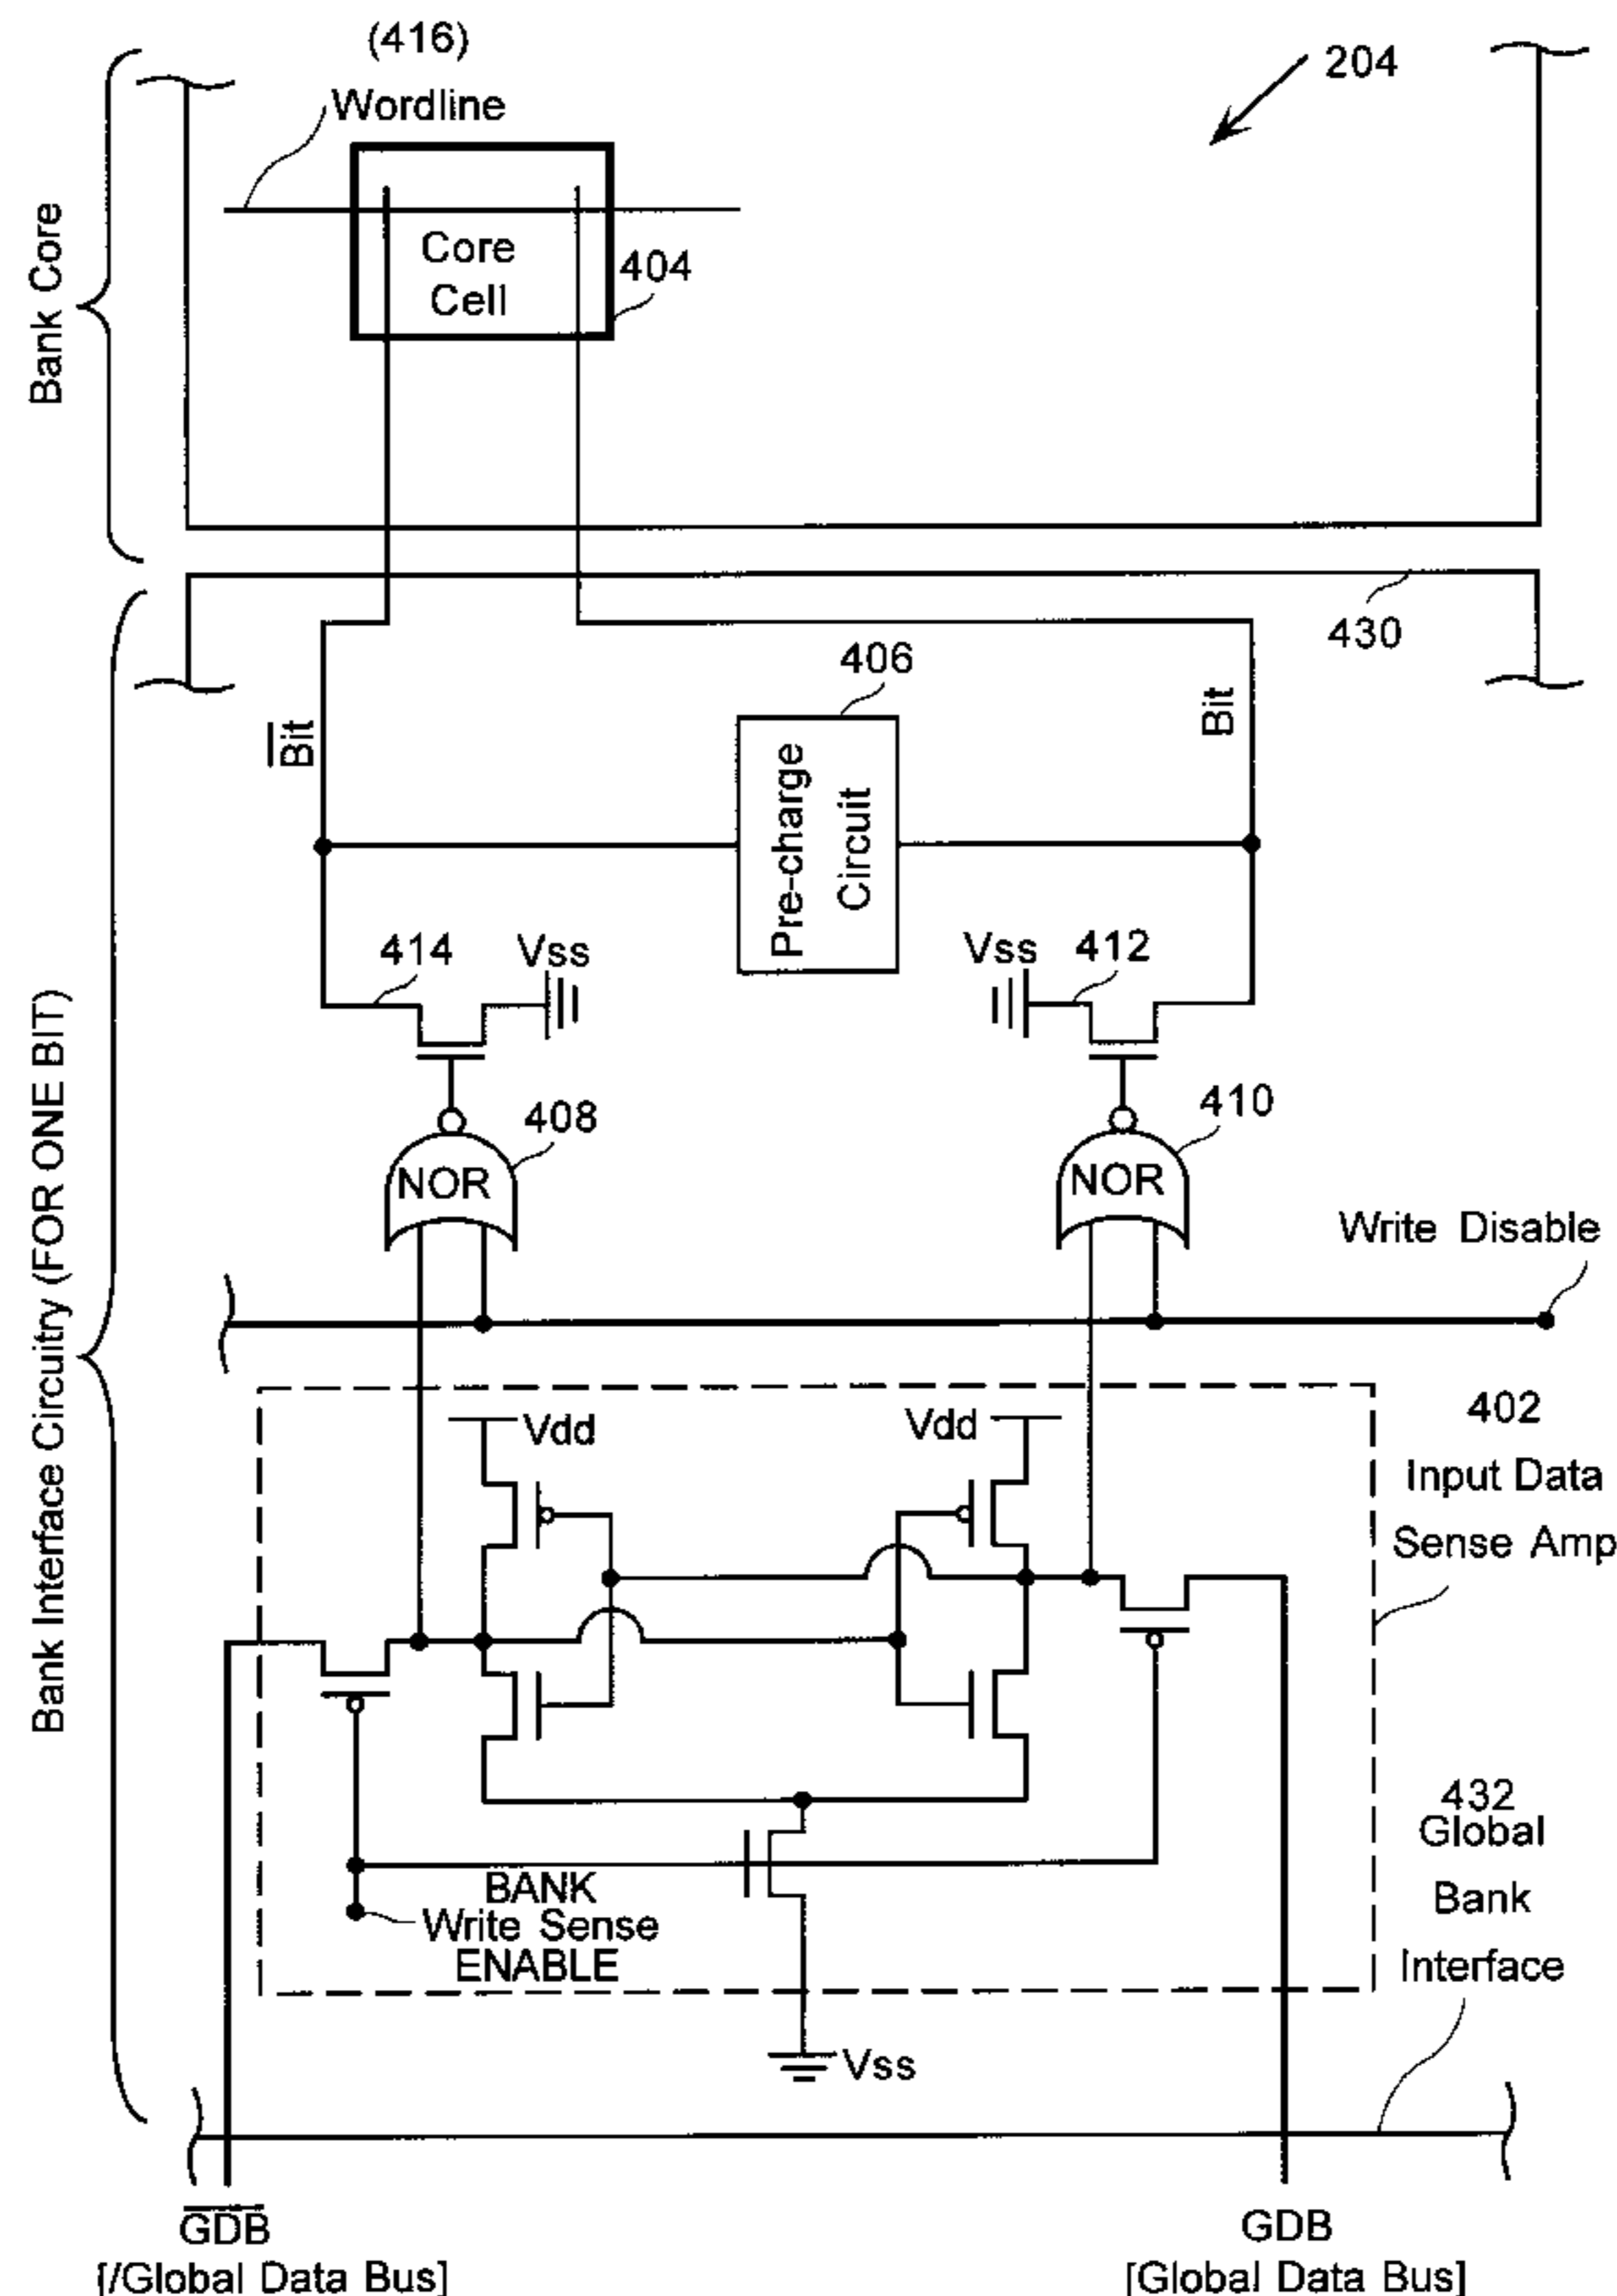 (416)
Wordline
204
Core
Cell
404
Bank Core
430
406
B̅i̅t̅
Bit
Pre-charge
Circuit
414
Vss
Vss
412
408
NOR
410
NOR
Write Disable
Bank Interface Circuitry (FOR ONE BIT)
402
Input Data
Sense Amp
Vdd
Vdd
432
Global
Bank
Interface
BANK
Write Sense
ENABLE
Vss
G̅D̅B̅
[/Global Data Bus]
GDB
[Global Data Bus]